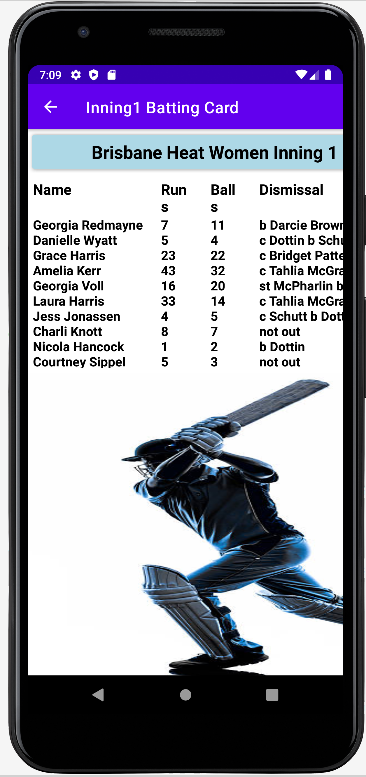 7:09
Inning1 Batting Card
Brisbane Heat Women Inning 1
Name Run Ball Dismissal
s s
Georgia Redmayne 7 11 b Darcie Brown
Danielle Wyatt 5 4 c Dottin b Schu
Grace Harris 23 22 c Bridget Patte
Amelia Kerr 43 32 c Tahlia McGra
Georgia Voll 16 20 st McPharlin b
Laura Harris 33 14 c Tahlia McGra
Jess Jonassen 4 5 c Schutt b Dott
Charli Knott 8 7 not out
Nicola Hancock 1 2 b Dottin
Courtney Sippel 5 3 not out